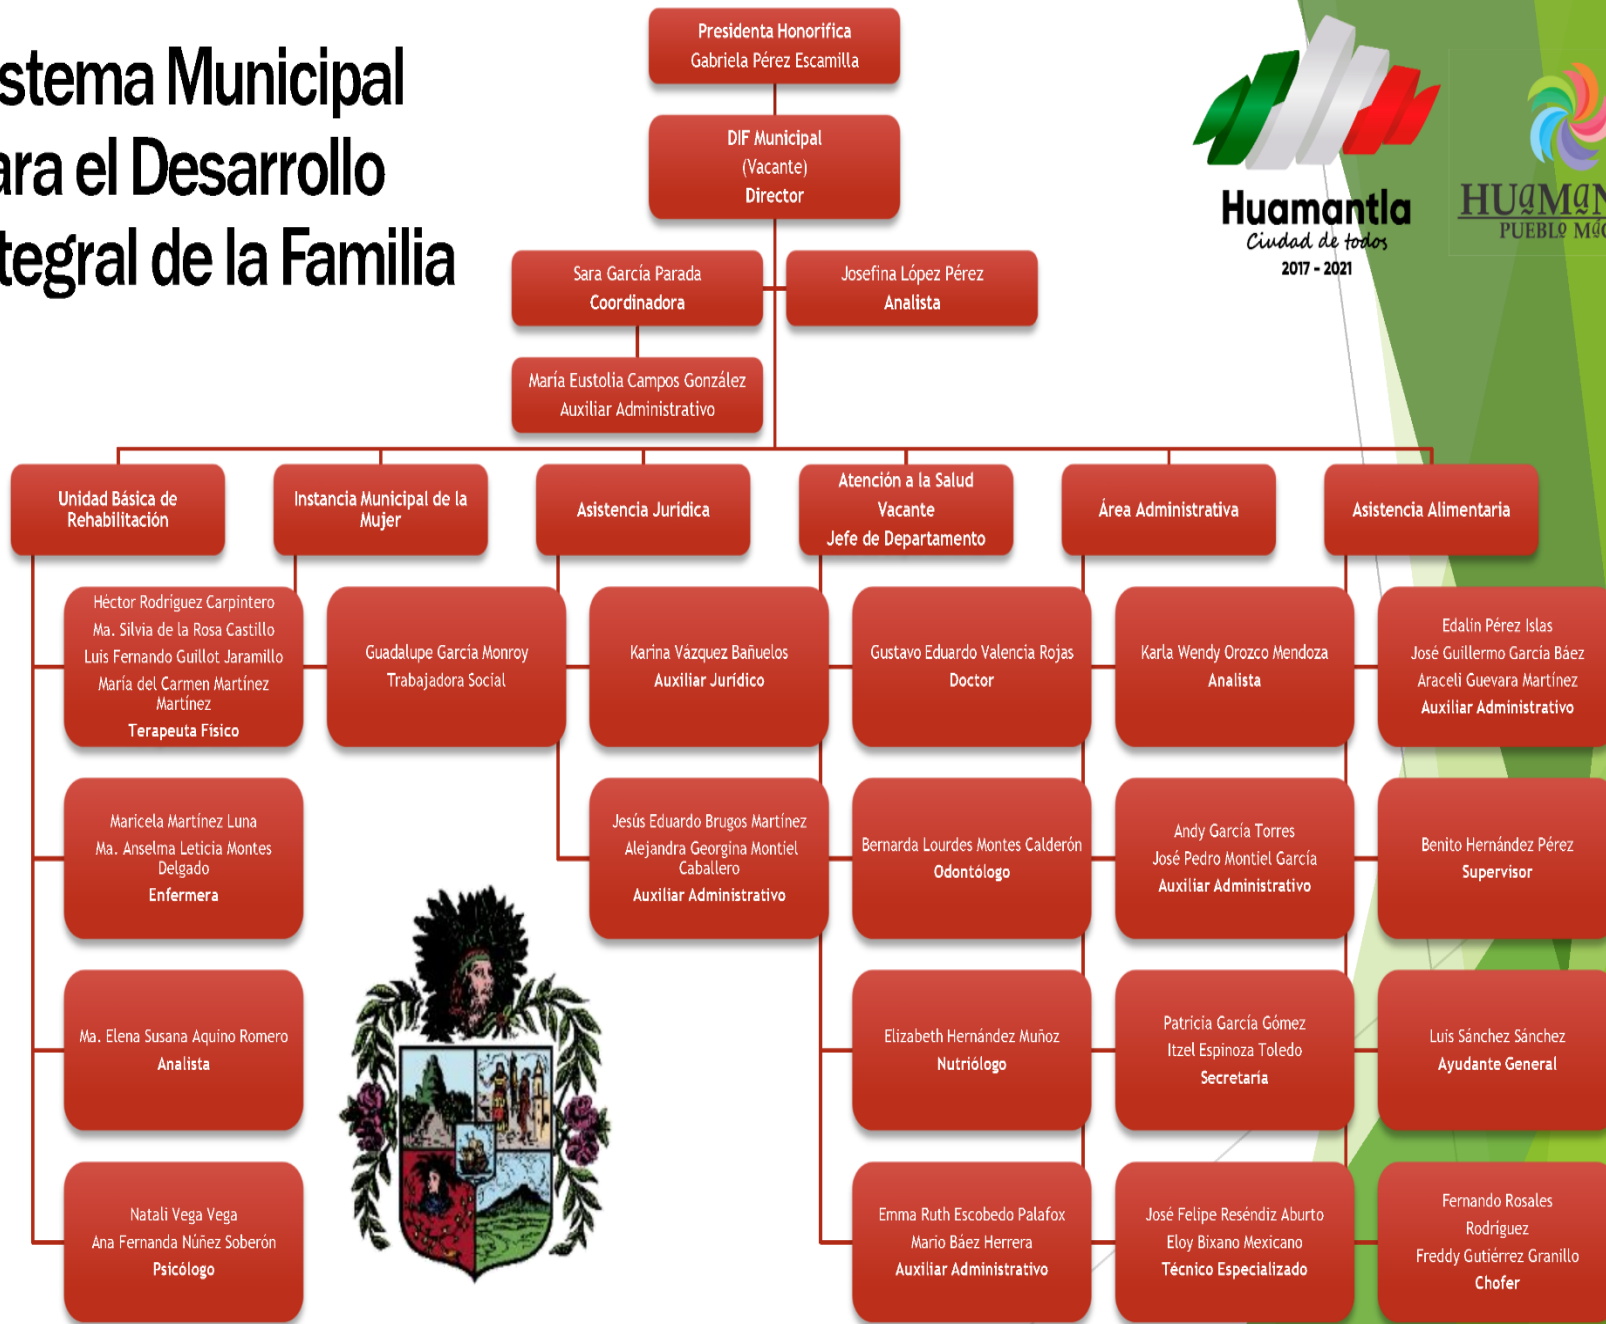 istema Municipal
ara el Desarrollo
ntegral de la Familia
Presidenta Honorifica
Gabriela Pérez Escamilla
DIF Municipal
(Vacante)
Director
Huamantla
Ciudad de todos
2017 - 2021
PUEBLO
Sara García Parada
Coordinadora
Josefina López Pérez
Analista
María Eustolia Campos González
Auxiliar Administrativo
Unidad Básica de
Rehabilitación
Instancia Municipal de la
Mujer
Asistencia Jurídica
Atención a la Salud
Vacante
Jefe de Departamento
Área Administrativa
Asistencia Alimentaria
Héctor Rodríguez Carpintero
Ma. Silvia de la Rosa Castillo
Luis Fernando Guillot Jaramillo
María del Carmen Martínez
Martínez
Terapeuta Físico
Guadalupe García Monroy
Trabajadora Social
Karina Vázquez Bañuelos
Auxiliar Jurídico
Gustavo Eduardo Valencia Rojas
Doctor
Karla Wendy Orozco Mendoza
Analista
Edalin Pérez Islas
José Guillermo García Báez
Araceli Guevara Martínez
Auxiliar Administrativo
Maricela Martínez Luna
Ma. Anselma Leticia Montes
Delgado
Enfermera
Jesús Eduardo Brugos Martínez
Alejandra Georgina Montiel
Caballero
Auxiliar Administrativo
Bernarda Lourdes Montes Calderón
Odontólogo
Andy García Torres
José Pedro Montiel García
Auxiliar Administrativo
Benito Hernández Pérez
Supervisor
Ma. Elena Susana Aquino Romero
Analista
Elizabeth Hernández Muñoz
Nutriólogo
Patricia García Gómez
Itzel Espinoza Toledo
Secretaría
Luis Sánchez Sánchez
Ayudante General
Natali Vega Vega
Ana Fernanda Núñez Soberón
Psicólogo
Emma Ruth Escobedo Palafox
Mario Báez Herrera
Auxiliar Administrativo
José Felipe Reséndiz Aburto
Eloy Bixano Mexicano
Técnico Especializado
Fernando Rosales
Rodríguez
Freddy Gutiérrez Granillo
Chofer